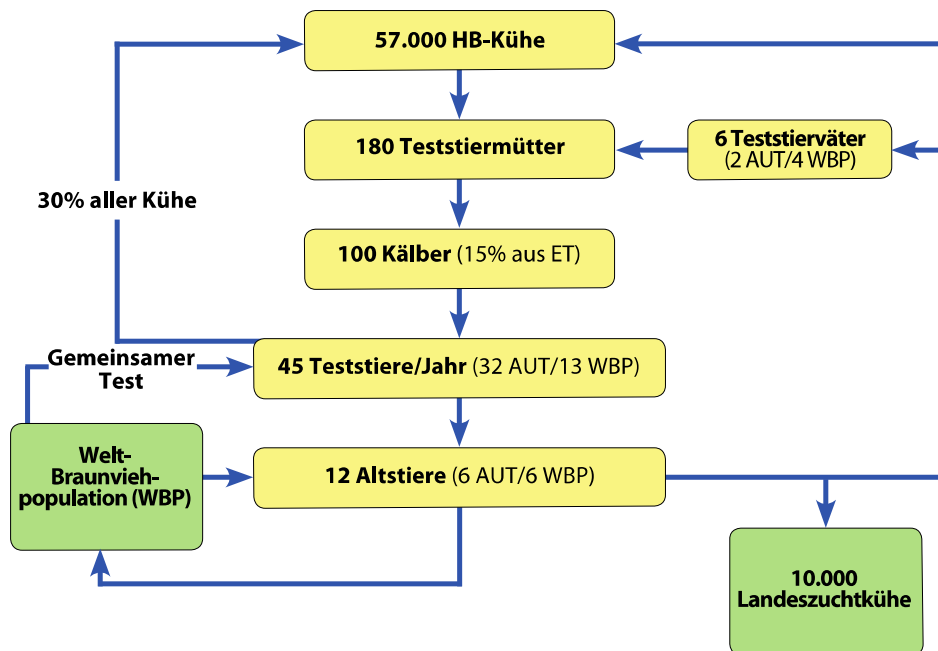 57.000 HB-Kühe
180 Teststiermütter
6 Teststierväter
(2 AUT/4 WBP)
30% aller Kühe
100 Kälber (15% aus ET)
Gemeinsamer
Test
45 Teststiere/Jahr (32 AUT/13 WBP)
Welt-
Braunvieh-
population (WBP)
12 Altstiere (6 AUT/6 WBP)
10.000
Landeszuchtkühe